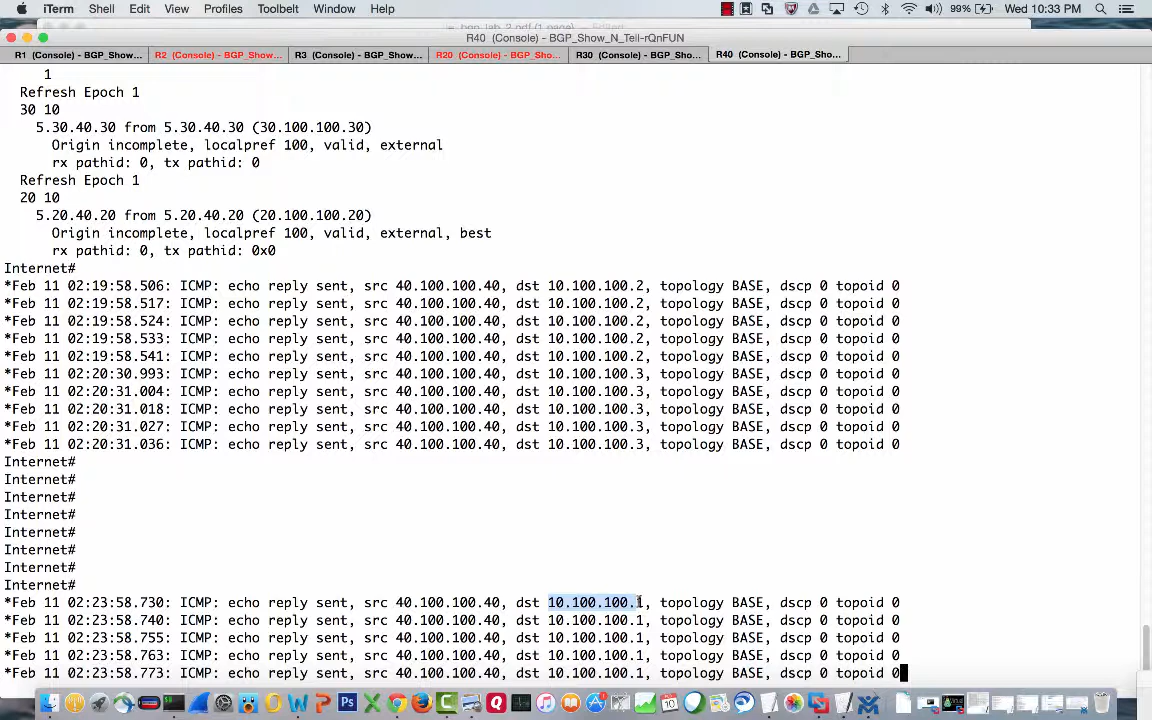 iTerm Shell Edit View Profiles Toolbelt Window Help 99% Wed Nov 11 10:33 PM
R40 (Console) - BGP_Show_N_Tell-rQnFUN
R1 (Console) - BGP_Show... R2 (Console) - BGP_Show... R3 (Console) - BGP_Show... R20 (Console) - BGP_Sho... R30 (Console) - BGP_Sho... R40 (Console) - BGP_Sho...
1
Refresh Epoch 1
30 10
5.30.40.30 from 5.30.40.30 (30.100.100.30)
Origin incomplete, localpref 100, valid, external
rx pathid: 0, tx pathid: 0
Refresh Epoch 1
20 10
5.20.40.20 from 5.20.40.20 (20.100.100.20)
Origin incomplete, localpref 100, valid, external, best
rx pathid: 0, tx pathid: 0x0
Internet#
*Feb 11 02:19:58.506: ICMP: echo reply sent, src 40.100.100.40, dst 10.100.100.2, topology BASE, dscp 0 topoid 0
*Feb 11 02:19:58.517: ICMP: echo reply sent, src 40.100.100.40, dst 10.100.100.2, topology BASE, dscp 0 topoid 0
*Feb 11 02:19:58.524: ICMP: echo reply sent, src 40.100.100.40, dst 10.100.100.2, topology BASE, dscp 0 topoid 0
*Feb 11 02:19:58.533: ICMP: echo reply sent, src 40.100.100.40, dst 10.100.100.2, topology BASE, dscp 0 topoid 0
*Feb 11 02:19:58.541: ICMP: echo reply sent, src 40.100.100.40, dst 10.100.100.2, topology BASE, dscp 0 topoid 0
*Feb 11 02:20:30.993: ICMP: echo reply sent, src 40.100.100.40, dst 10.100.100.3, topology BASE, dscp 0 topoid 0
*Feb 11 02:20:31.004: ICMP: echo reply sent, src 40.100.100.40, dst 10.100.100.3, topology BASE, dscp 0 topoid 0
*Feb 11 02:20:31.018: ICMP: echo reply sent, src 40.100.100.40, dst 10.100.100.3, topology BASE, dscp 0 topoid 0
*Feb 11 02:20:31.027: ICMP: echo reply sent, src 40.100.100.40, dst 10.100.100.3, topology BASE, dscp 0 topoid 0
*Feb 11 02:20:31.036: ICMP: echo reply sent, src 40.100.100.40, dst 10.100.100.3, topology BASE, dscp 0 topoid 0
Internet#
Internet#
Internet#
Internet#
Internet#
Internet#
Internet#
Internet#
*Feb 11 02:23:58.730: ICMP: echo reply sent, src 40.100.100.40, dst 10.100.100.1, topology BASE, dscp 0 topoid 0
*Feb 11 02:23:58.740: ICMP: echo reply sent, src 40.100.100.40, dst 10.100.100.1, topology BASE, dscp 0 topoid 0
*Feb 11 02:23:58.755: ICMP: echo reply sent, src 40.100.100.40, dst 10.100.100.1, topology BASE, dscp 0 topoid 0
*Feb 11 02:23:58.763: ICMP: echo reply sent, src 40.100.100.40, dst 10.100.100.1, topology BASE, dscp 0 topoid 0
*Feb 11 02:23:58.773: ICMP: echo reply sent, src 40.100.100.40, dst 10.100.100.1, topology BASE, dscp 0 topoid 0